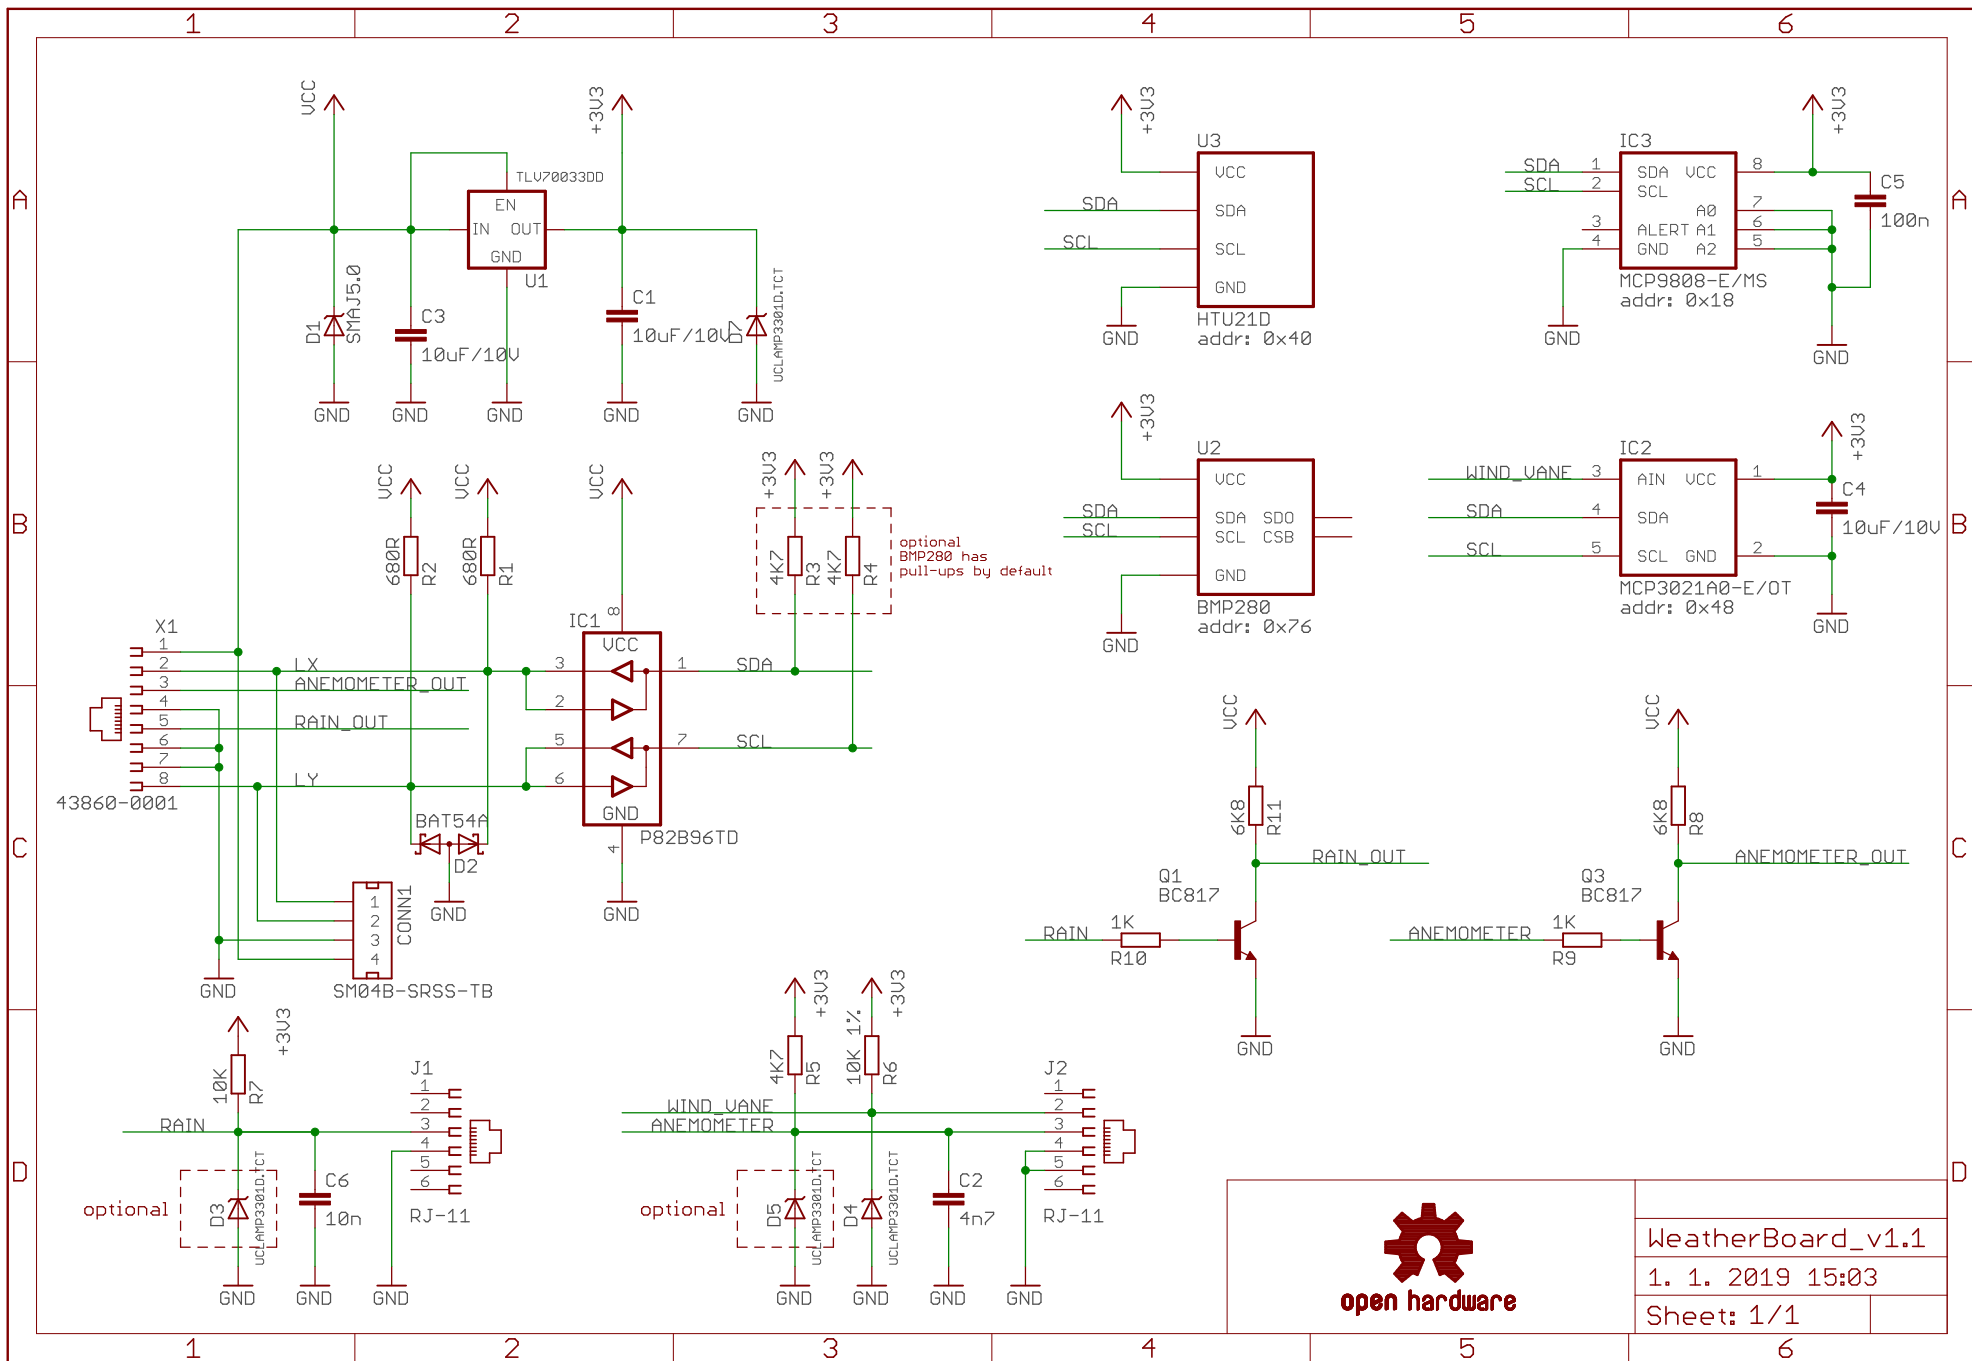 1 2 3 4 5 6
A
B
C
D
VCC
+3V3
TLV70033DD
EN
IN OUT
GND
U1
D1
SMAJ5.0
C3
10uF/10V
C1
10uF/10V
D7
UCLAMP3301D.TCT
GND
GND
GND
GND
GND
+3V3
U3
VCC
SDA
SCL
GND
SDA
SCL
GND
HTU21D
addr: 0x40
+3V3
IC3
SDA 1 SDA VCC 8
SCL 2 SCL
A0 7
3 ALERT A1 6
4 GND A2 5
C5
100n
MCP9808-E/MS
addr: 0x18
GND
GND
A
VCC
VCC
VCC
+3V3
+3V3
680R
R2
680R
R1
4K7
R3
4K7
R4
optional
BMP280 has
pull-ups by default
+3V3
U2
VCC
SDA SDA SDO
SCL SCL CSB
GND
BMP280
addr: 0x76
GND
+3V3
IC2
WIND_VANE 3 AIN VCC 1
SDA 4 SDA
SCL 5 SCL GND 2
C4
10uF/10V
MCP3021A0-E/OT
addr: 0x48
GND
B
IC1
8
VCC
3 1 SDA
2
5 7 SCL
6
GND
4
P82B96TD
GND
X1
1
2 LX
3 ANEMOMETER_OUT
4
5 RAIN_OUT
6
7
8 LY
43860-0001
BAT54A
D2
GND
1
2
3
4
CONN1
SM04B-SRSS-TB
GND
VCC
6K8
R11
RAIN_OUT
Q1
BC817
RAIN
1K
R10
GND
VCC
6K8
R8
ANEMOMETER_OUT
Q3
BC817
ANEMOMETER
1K
R9
GND
C
+3V3
10K
R7
RAIN
optional
D3
UCLAMP3301D.TCT
C6
10n
J1
1
2
3
4
5
6
RJ-11
GND
GND
GND
+3V3
+3V3
4K7
R5
10K 1%
R6
WIND_VANE
ANEMOMETER
optional
D5
UCLAMP3301D.TCT
D4
UCLAMP3301D.TCT
C2
4n7
J2
1
2
3
4
5
6
RJ-11
GND
GND
GND
GND
D
open hardware
WeatherBoard_v1.1
1. 1. 2019 15:03
Sheet: 1/1
1 2 3 4 5 6